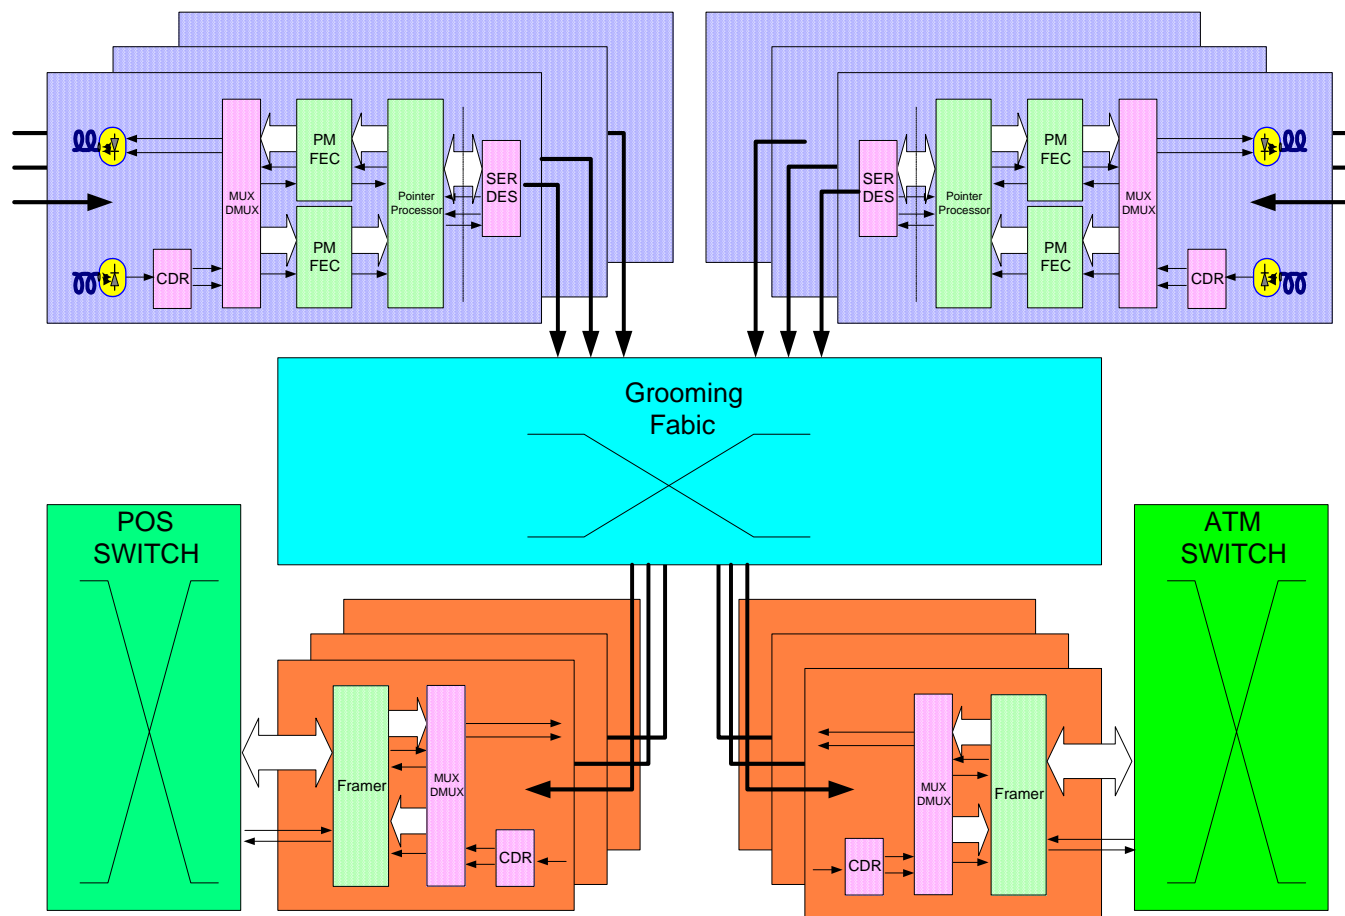 PM
FEC
MUX
DMUX
Pointer
Processor
SER
DES
PM
FEC
CDR
SER
DES
Pointer
Processor
PM
FEC
MUX
DMUX
PM
FEC
CDR
Grooming
Fabic
POS
SWITCH
ATM
SWITCH
Framer
MUX
DMUX
CDR
MUX
DMUX
Framer
CDR